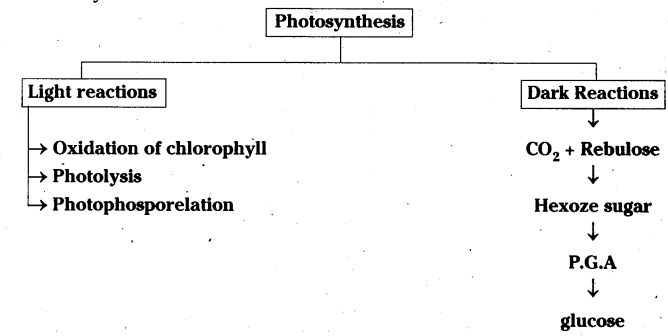 Photosynthesis
Light reactions
→ Oxidation of chlorophyll
→ Photolysis
→ Photophosporelation
Dark Reactions
CO₂ + Rebulose
Hexoze sugar
P.G.A
glucose